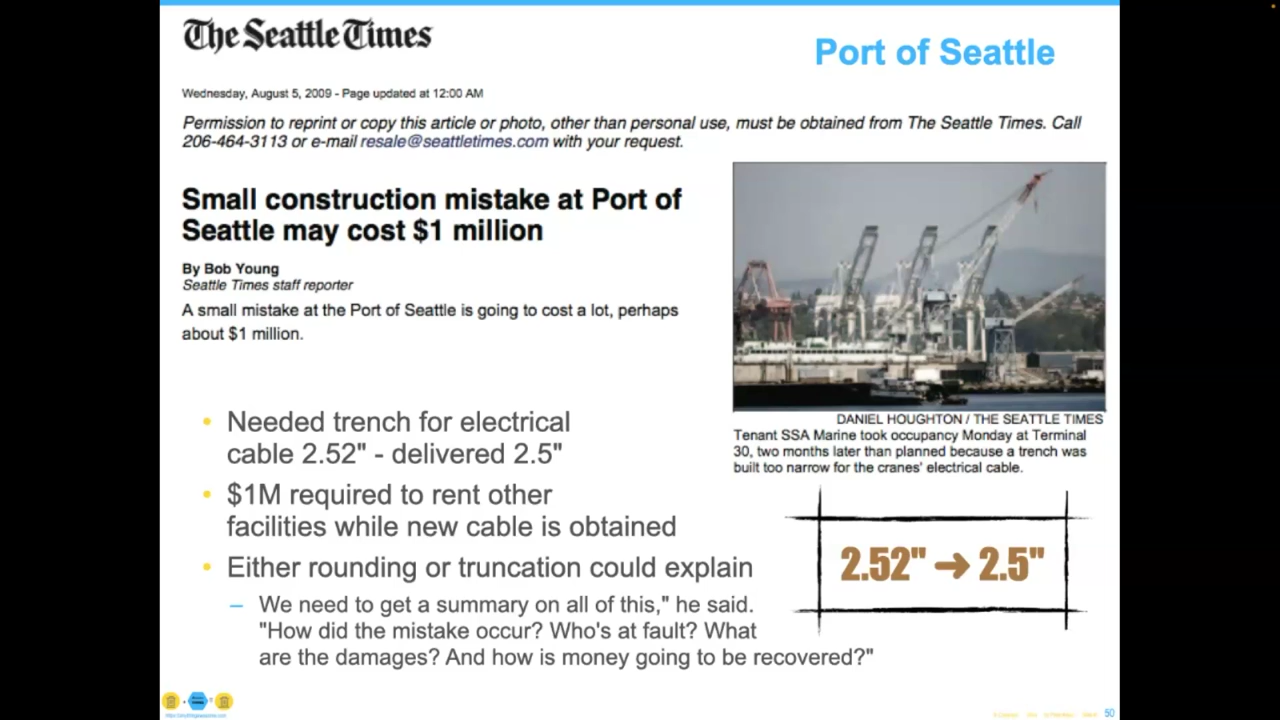 The Seattle Times
Port of Seattle
Wednesday, August 5, 2009 - Page updated at 12:00 AM
Permission to reprint or copy this article or photo, other than personal use, must be obtained from The Seattle Times. Call
206-464-3113 or e-mail resale@seattletimes.com with your request.
Small construction mistake at Port of
Seattle may cost $1 million
By Bob Young
Seattle Times staff reporter
A small mistake at the Port of Seattle is going to cost a lot, perhaps
about $1 million.
DANIEL HOUGHTON / THE SEATTLE TIMES
Tenant SSA Marine took occupancy Monday at Terminal
30, two months later than planned because a trench was
built too narrow for the cranes' electrical cable.
• Needed trench for electrical
cable 2.52" - delivered 2.5"
• $1M required to rent other
facilities while new cable is obtained
• Either rounding or truncation could explain
– We need to get a summary on all of this," he said.
"How did the mistake occur? Who's at fault? What
are the damages? And how is money going to be recovered?"
2.52" → 2.5"
50